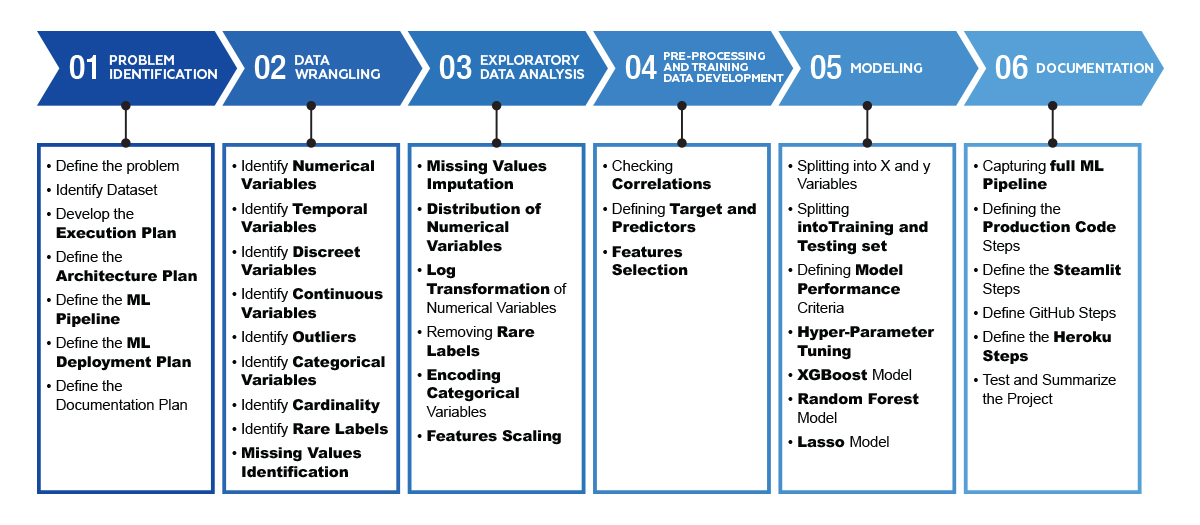 01 PROBLEM
IDENTIFICATION
02 DATA
WRANGLING
03 EXPLORATORY
DATA ANALYSIS
04 PRE-PROCESSING
AND TRAINING
DATA DEVELOPMENT
05 MODELING
06 DOCUMENTATION
• Define the problem
• Identify Dataset
• Develop the
Execution Plan
• Define the
Architecture Plan
• Define the ML
Pipeline
• Define the ML
Deployment Plan
• Define the
Documentation Plan
• Identify Numerical
Variables
• Identify Temporal
Variables
• Identify Discreet
Variables
• Identify Continuous
Variables
• Identify Outliers
• Identify Categorical
Variables
• Identify Cardinality
• Identify Rare Labels
• Missing Values
Identification
• Missing Values
Imputation
• Distribution of
Numerical
Variables
• Log
Transformation of
Numerical Variables
• Removing Rare
Labels
• Encoding
Categorical
Variables
• Features Scaling
• Checking
Correlations
• Defining Target and
Predictors
• Features
Selection
• Splitting into X and y
Variables
• Splitting
intoTraining and
Testing set
• Defining Model
Performance
Criteria
• Hyper-Parameter
Tuning
• XGBoost Model
• Random Forest
Model
• Lasso Model
• Capturing full ML
Pipeline
• Defining the
Production Code
Steps
• Define the Steamlit
Steps
• Define GitHub Steps
• Define the Heroku
Steps
• Test and Summarize
the Project